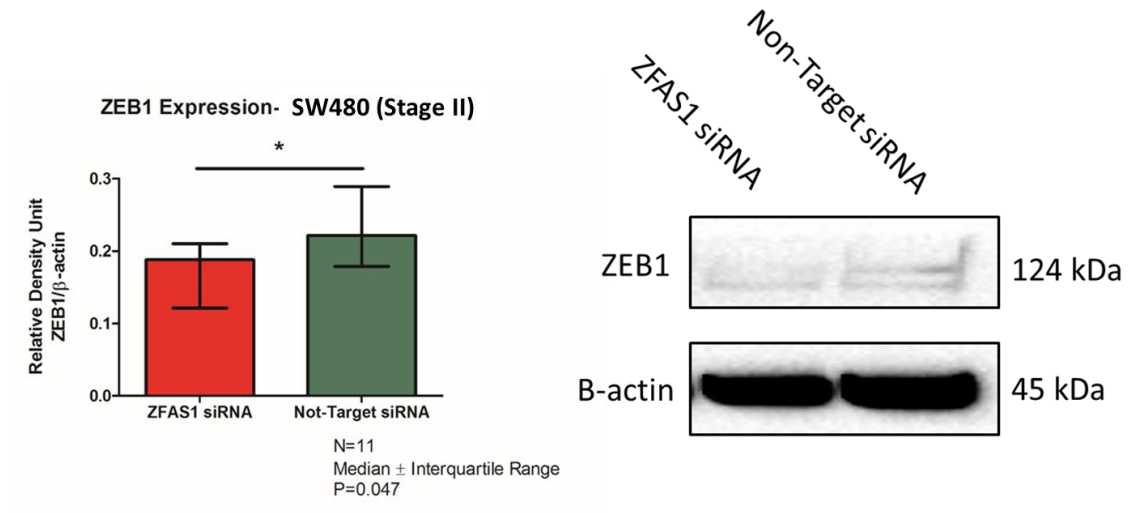 ZEB1 Expression- SW480 (Stage II)
*
0.3
0.2
0.1
0.0
Relative Density Unit
ZEB1/β-actin
ZFAS1 siRNA
Not-Target siRNA
N=11
Median ± Interquartile Range
P=0.047
ZFAS1 siRNA
Non-Target siRNA
ZEB1
124 kDa
B-actin
45 kDa